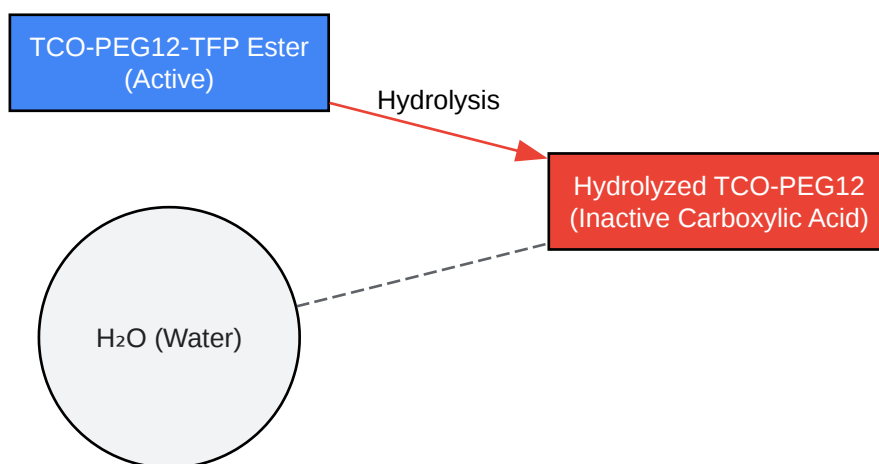 TCO-PEG12-TFP Ester
(Active)
Hydrolysis
Hydrolyzed TCO-PEG12
(Inactive Carboxylic Acid)
H₂O (Water)